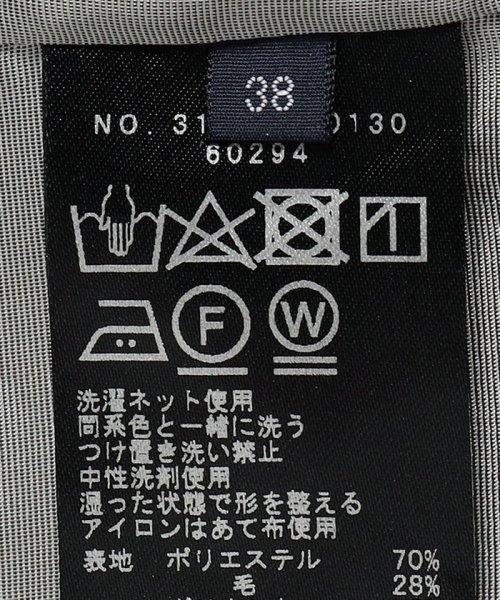 38
NO. 31 0130
60294
F
W
洗濯ネット使用
同系色と一緒に洗う
つけ置き洗い禁止
中性洗剤使用
湿った状態で形を整える
アイロンはあて布使用
表地 ポリエステル 70%
毛 28%